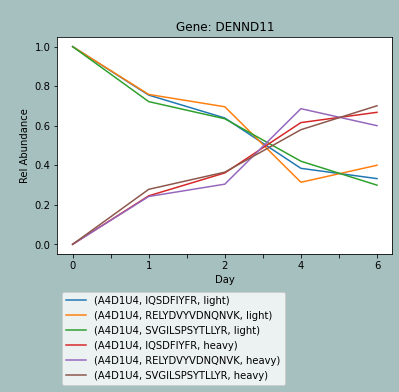 Gene: DENND11
1.0
0.8
0.6
0.4
0.2
0.0
Rel Abundance
0 1 2 4 6
Day
(A4D1U4, IQSDFIYFR, light)
(A4D1U4, RELYDVYVDNQNVK, light)
(A4D1U4, SVGILSPSYTLLYR, light)
(A4D1U4, IQSDFIYFR, heavy)
(A4D1U4, RELYDVYVDNQNVK, heavy)
(A4D1U4, SVGILSPSYTLLYR, heavy)